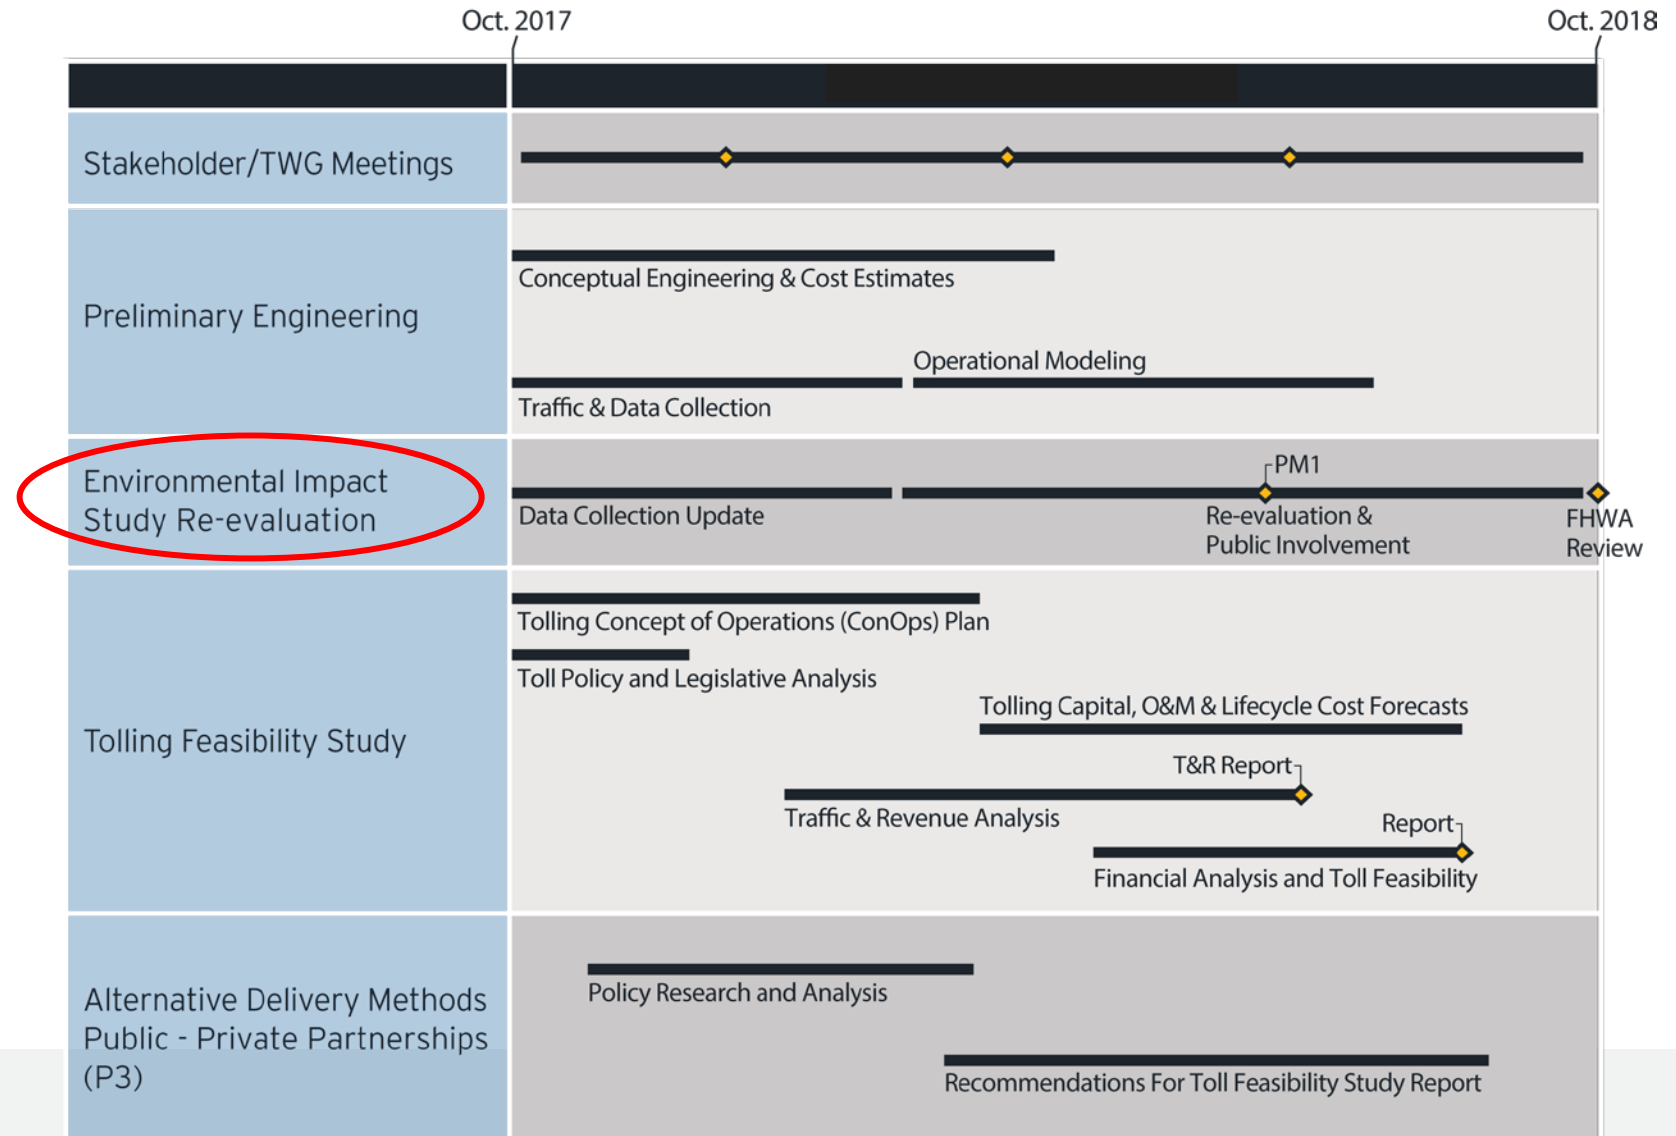 Oct. 2017
Oct. 2018
Stakeholder/TWG Meetings
Preliminary Engineering
Conceptual Engineering & Cost Estimates
Operational Modeling
Traffic & Data Collection
Environmental Impact
Study Re-evaluation
PM1
Data Collection Update
Re-evaluation &
Public Involvement
FHWA
Review
Tolling Feasibility Study
Tolling Concept of Operations (ConOps) Plan
Toll Policy and Legislative Analysis
Tolling Capital, O&M & Lifecycle Cost Forecasts
T&R Report
Traffic & Revenue Analysis
Report
Financial Analysis and Toll Feasibility
Alternative Delivery Methods
Public - Private Partnerships
(P3)
Policy Research and Analysis
Recommendations For Toll Feasibility Study Report